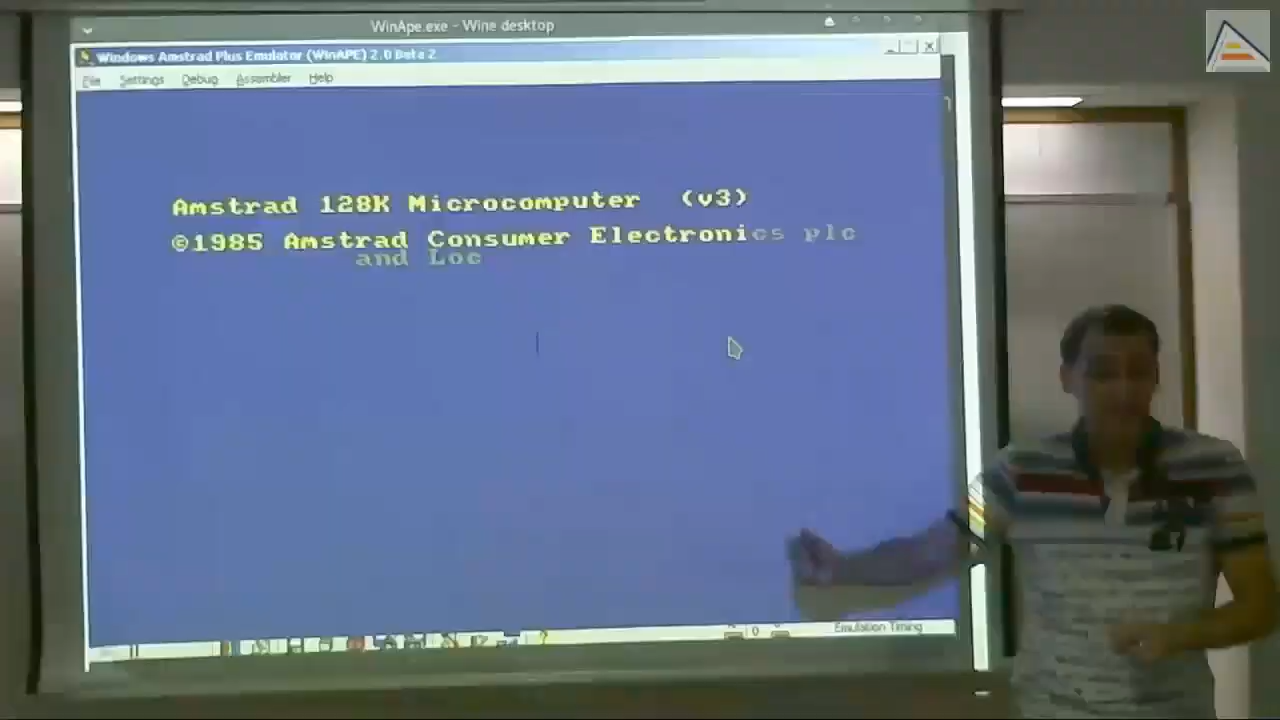 WinApe.exe - Wine desktop
Windows Amstrad Plus Emulator (WinAPE) 2.0 Beta 2
File Settings Debug Assembler Help
Amstrad 128K Microcomputer (v3)
©1985 Amstrad Consumer Electronics plc
and Loc
0 Emulation Timing